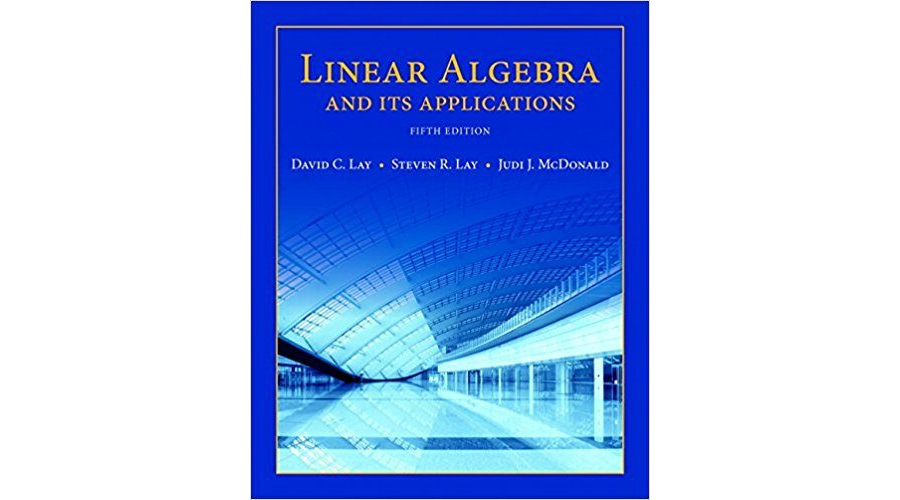 LINEAR ALGEBRA
AND ITS APPLICATIONS
FIFTH EDITION
DAVID C. LAY • STEVEN R. LAY • JUDI J. MCDONALD